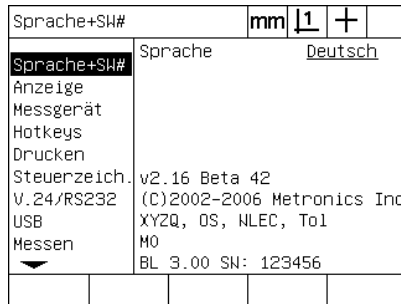 Sprache+SW# mm 1
Sprache+SW#
Anzeige
Messgerät
Hotkeys
Drucken
Steuerzeich.
V.24/RS232
USB
Messen
Sprache Deutsch
v2.16 Beta 42
(C)2002-2006 Metronics Inc
XYZQ, OS, NLEC, Tol
M0
BL 3.00 SN: 123456